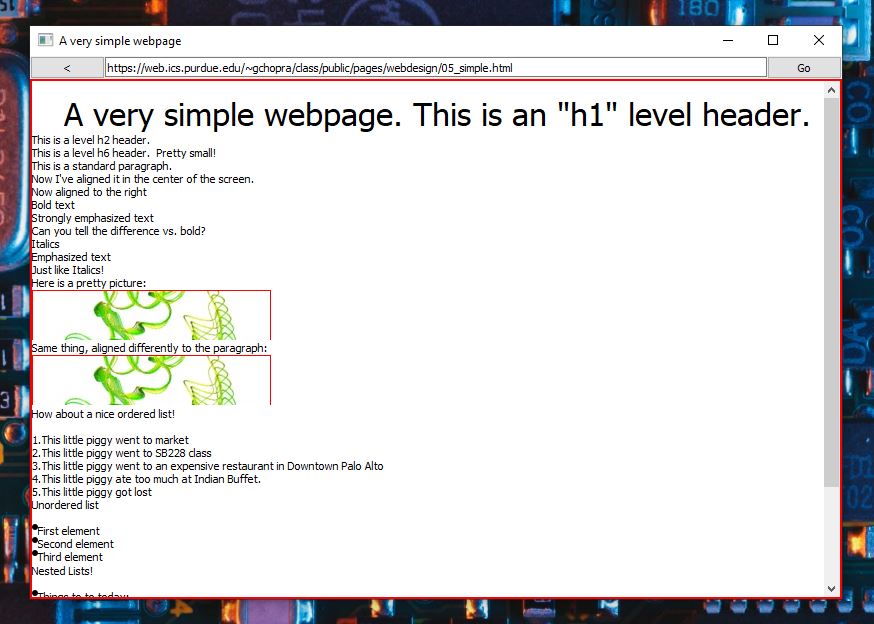 A very simple webpage
<
https://web.ics.purdue.edu/~gchopra/class/public/pages/webdesign/05_simple.html
Go
A very simple webpage. This is an "h1" level header.
This is a level h2 header.
This is a level h6 header.  Pretty small!
This is a standard paragraph.
Now I've aligned it in the center of the screen.
Now aligned to the right
Bold text
Strongly emphasized text
Can you tell the difference vs. bold?
Italics
Emphasized text
Just like Italics!
Here is a pretty picture:
Same thing, aligned differently to the paragraph:
How about a nice ordered list!
1.This little piggy went to market
2.This little piggy went to SB228 class
3.This little piggy went to an expensive restaurant in Downtown Palo Alto
4.This little piggy ate too much at Indian Buffet.
5.This little piggy got lost
Unordered list
•First element
•Second element
•Third element
Nested Lists!
•Things to to today:
180